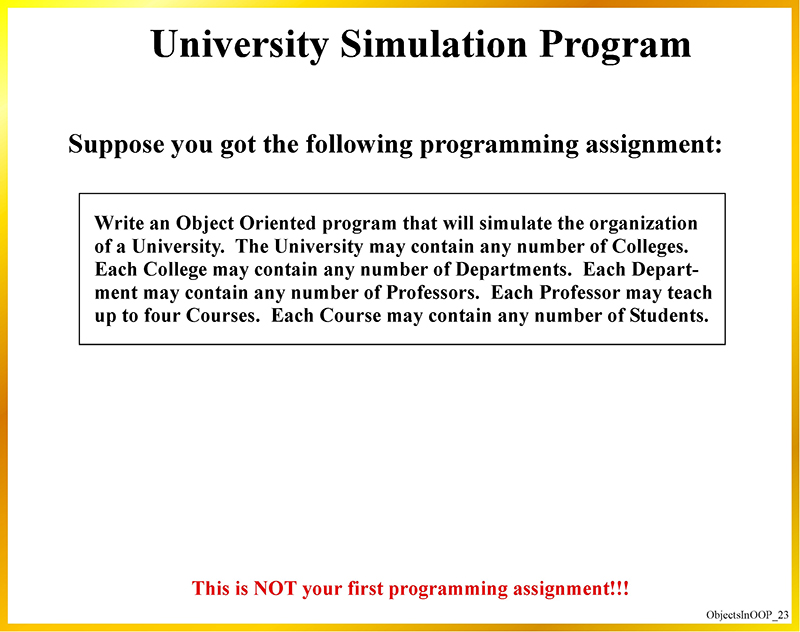 University Simulation Program
Suppose you got the following programming assignment:
Write an Object Oriented program that will simulate the organization
of a University.  The University may contain any number of Colleges.
Each College may contain any number of Departments.  Each Depart-
ment may contain any number of Professors.  Each Professor may teach
up to four Courses.  Each Course may contain any number of Students.
This is NOT your first programming assignment!!!
ObjectsInOOP_23